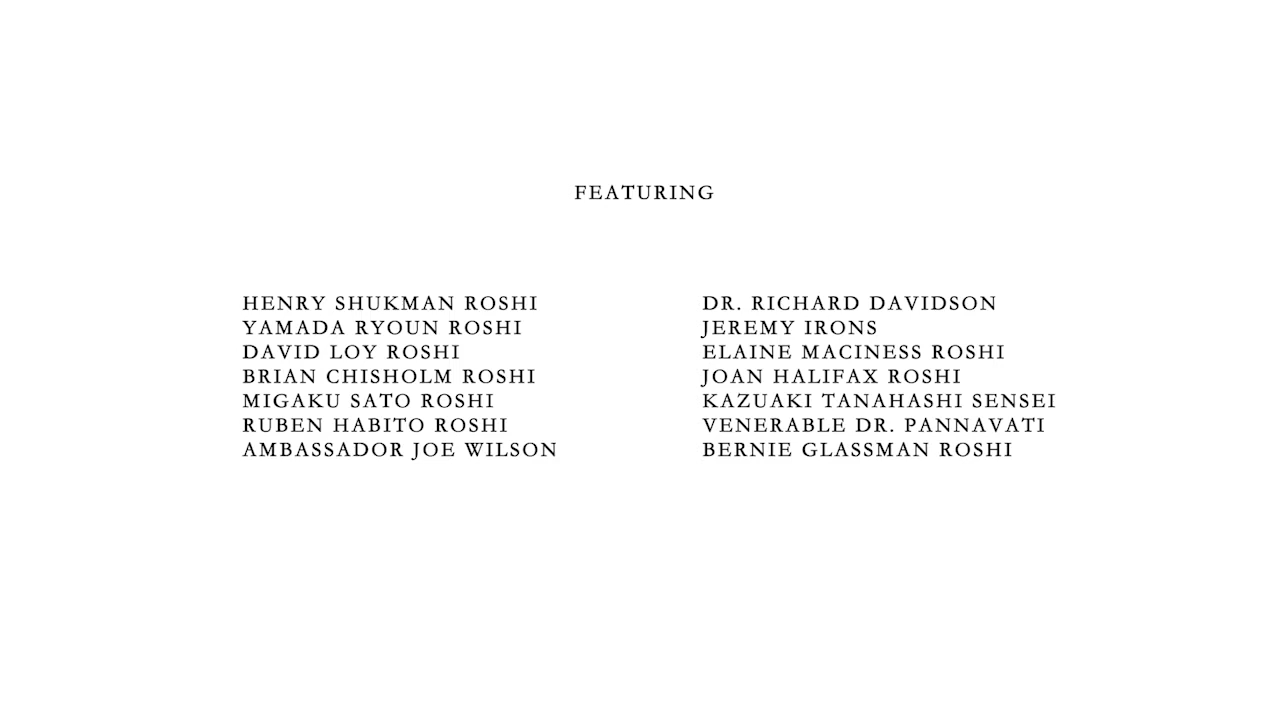 FEATURING
HENRY SHUKMAN ROSHI
YAMADA RYOUN ROSHI
DAVID LOY ROSHI
BRIAN CHISHOLM ROSHI
MIGAKU SATO ROSHI
RUBEN HABITO ROSHI
AMBASSADOR JOE WILSON
DR. RICHARD DAVIDSON
JEREMY IRONS
ELAINE MACINESS ROSHI
JOAN HALIFAX ROSHI
KAZUAKI TANAHASHI SENSEI
VENERABLE DR. PANNAVATI
BERNIE GLASSMAN ROSHI